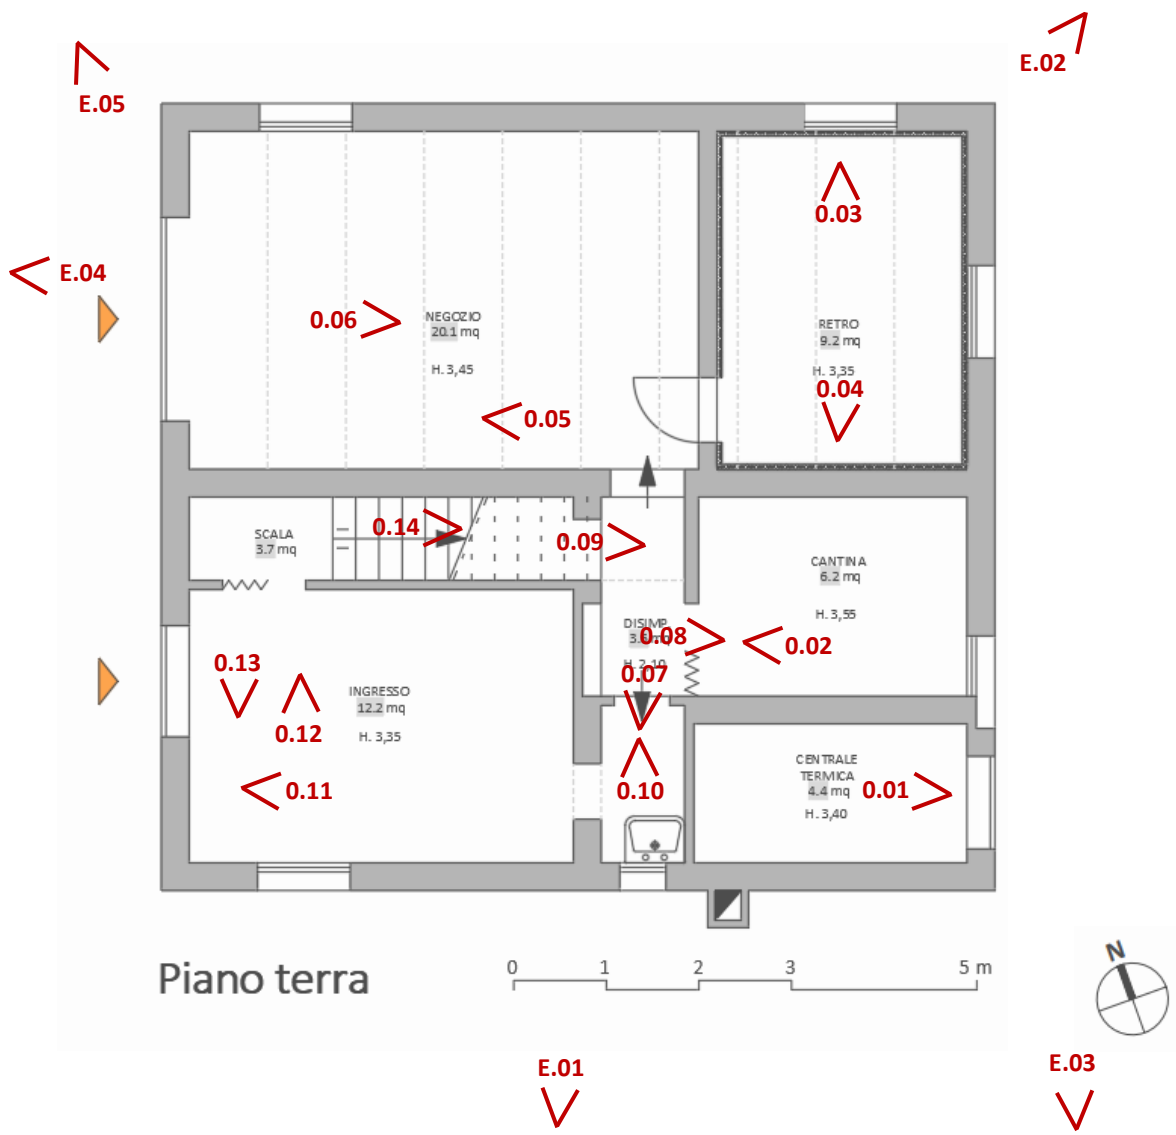 E.02
E.05
0.03
E.04
0.06
NEGOZIO
20.1 mq
H. 3,45
RETRO
9.2 mq
H. 3,35
0.04
0.05
0.14
0.09
SCALA
3.7 mq
CANTINA
6.2 mq
H. 3,55
DISIMP.
0.08
0.02
H. 2,10
0.07
0.13
INGRESSO
12.2 mq
H. 3,35
0.12
0.11
0.10
CENTRALE
TERMICA
4.4 mq
0.01
H. 3,40
Piano terra
0 1 2 3 5 m
N
E.01
E.03